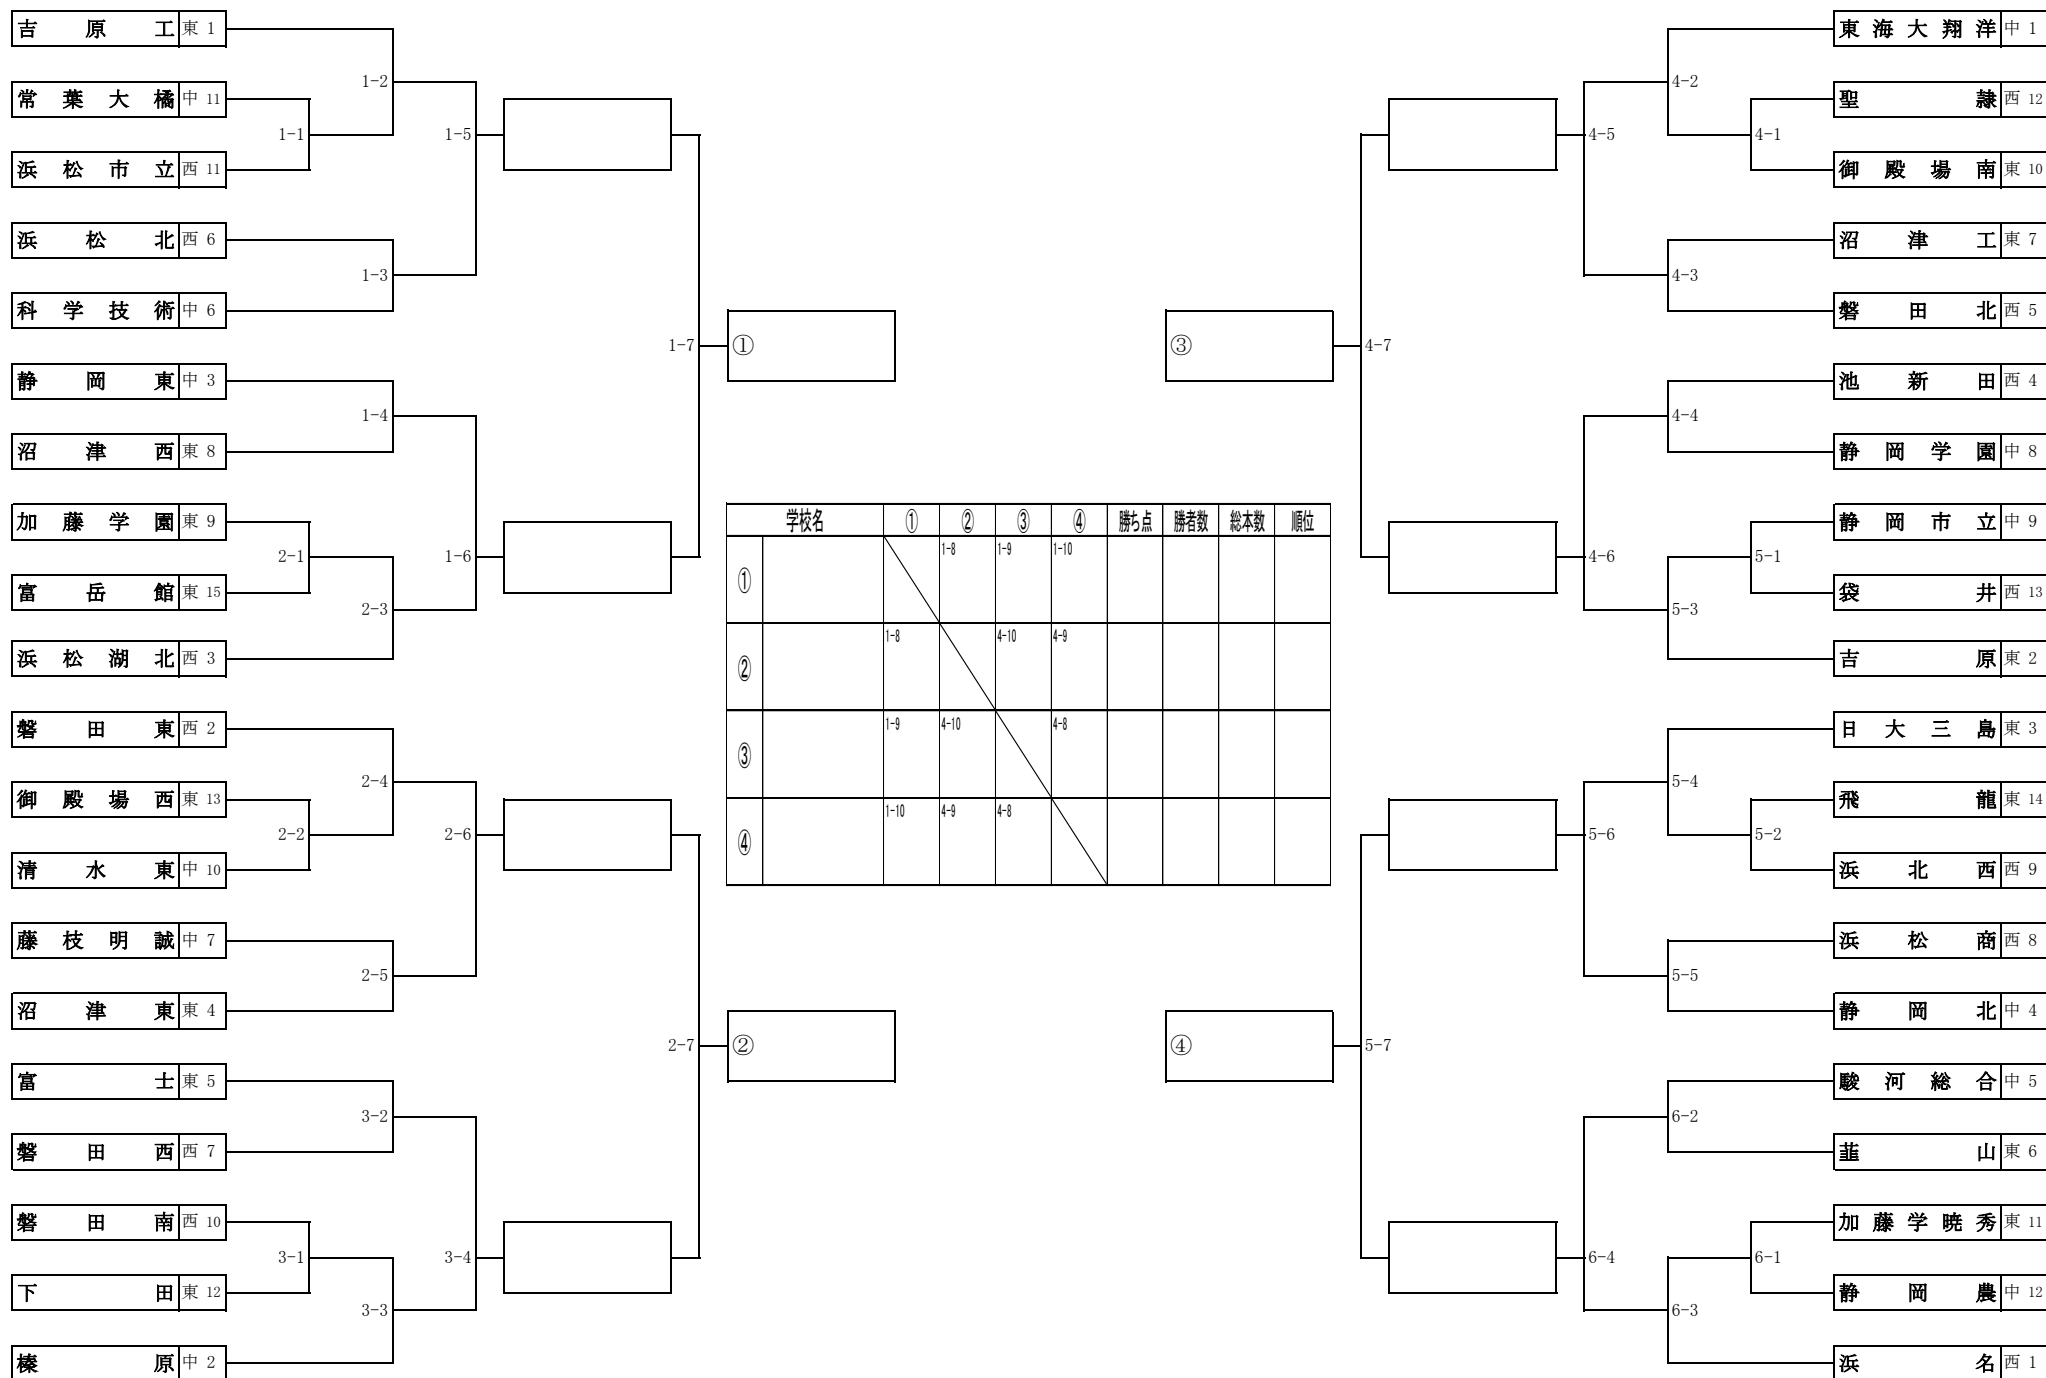 吉原工 東 1
1-2
常葉大橘 中 11
1-1
1-5
浜松市立 西 11
浜松北 西 6
1-3
科学技術 中 6
1-7
①
静岡東 中 3
1-4
沼津西 東 8
加藤学園 東 9
2-1
1-6
富岳館 東 15
2-3
浜松湖北 西 3
磐田東 西 2
2-4
御殿場西 東 13
2-2
2-6
清水東 中 10
藤枝明誠 中 7
2-5
沼津東 東 4
2-7
②
富士 東 5
3-2
磐田西 西 7
磐田南 西 10
3-1
3-4
下田 東 12
3-3
榛原 中 2
学校名 ① ② ③ ④ 勝ち点 勝者数 総本数 順位
① 1-8 1-9 1-10
② 1-8 4-10 4-9
③ 1-9 4-10 4-8
④ 1-10 4-9 4-8
東海大翔洋 中 1
4-2
聖隷 西 12
4-5
4-1
御殿場南 東 10
沼津工 東 7
4-3
磐田北 西 5
③
4-7
池新田 西 4
4-4
静岡学園 中 8
静岡市立 中 9
4-6
5-1
袋井 西 13
5-3
吉原 東 2
日大三島 東 3
5-4
飛龍 東 14
5-6
5-2
浜北西 西 9
浜松商 西 8
5-5
静岡北 中 4
④
5-7
駿河総合 中 5
6-2
韮山 東 6
加藤学暁秀 東 11
6-4
6-1
静岡農 中 12
6-3
浜名 西 1